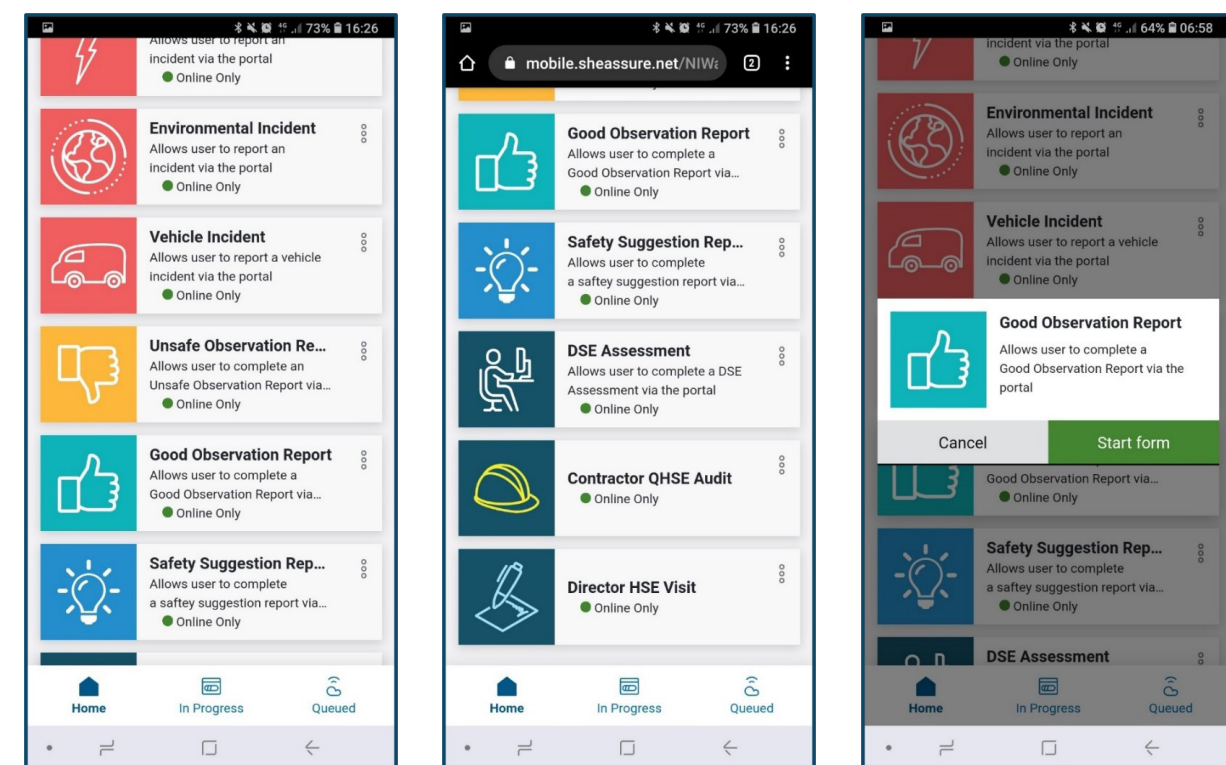 73% 16:26
Allows user to report an
incident via the portal
Online Only
Environmental Incident
Allows user to report an
incident via the portal
Online Only
Vehicle Incident
Allows user to report a vehicle
incident via the portal
Online Only
Unsafe Observation Re...
Allows user to complete an
Unsafe Observation Report via...
Online Only
Good Observation Report
Allows user to complete a
Good Observation Report via...
Online Only
Safety Suggestion Rep...
Allows user to complete
a saftey suggestion report via...
Online Only
Home In Progress Queued
4G 73% 16:26
mobile.sheassure.net/NIWa 2
Good Observation Report
Allows user to complete a
Good Observation Report via...
Online Only
Safety Suggestion Rep...
Allows user to complete
a saftey suggestion report via...
Online Only
DSE Assessment
Allows user to complete a DSE
Assessment via the portal
Online Only
Contractor QHSE Audit
Online Only
Director HSE Visit
Online Only
Home In Progress Queued
4G 64% 06:58
incident via the portal
Online Only
Environmental Incident
Allows user to report an
incident via the portal
Online Only
Vehicle Incident
Allows user to report a vehicle
incident via the portal
Online Only
Good Observation Report
Allows user to complete a
Good Observation Report via the
portal
Cancel Start form
Good Observation Report via...
Online Only
Safety Suggestion Rep...
Allows user to complete
a saftey suggestion report via...
Online Only
DSE Assessment
Home In Progress Queued